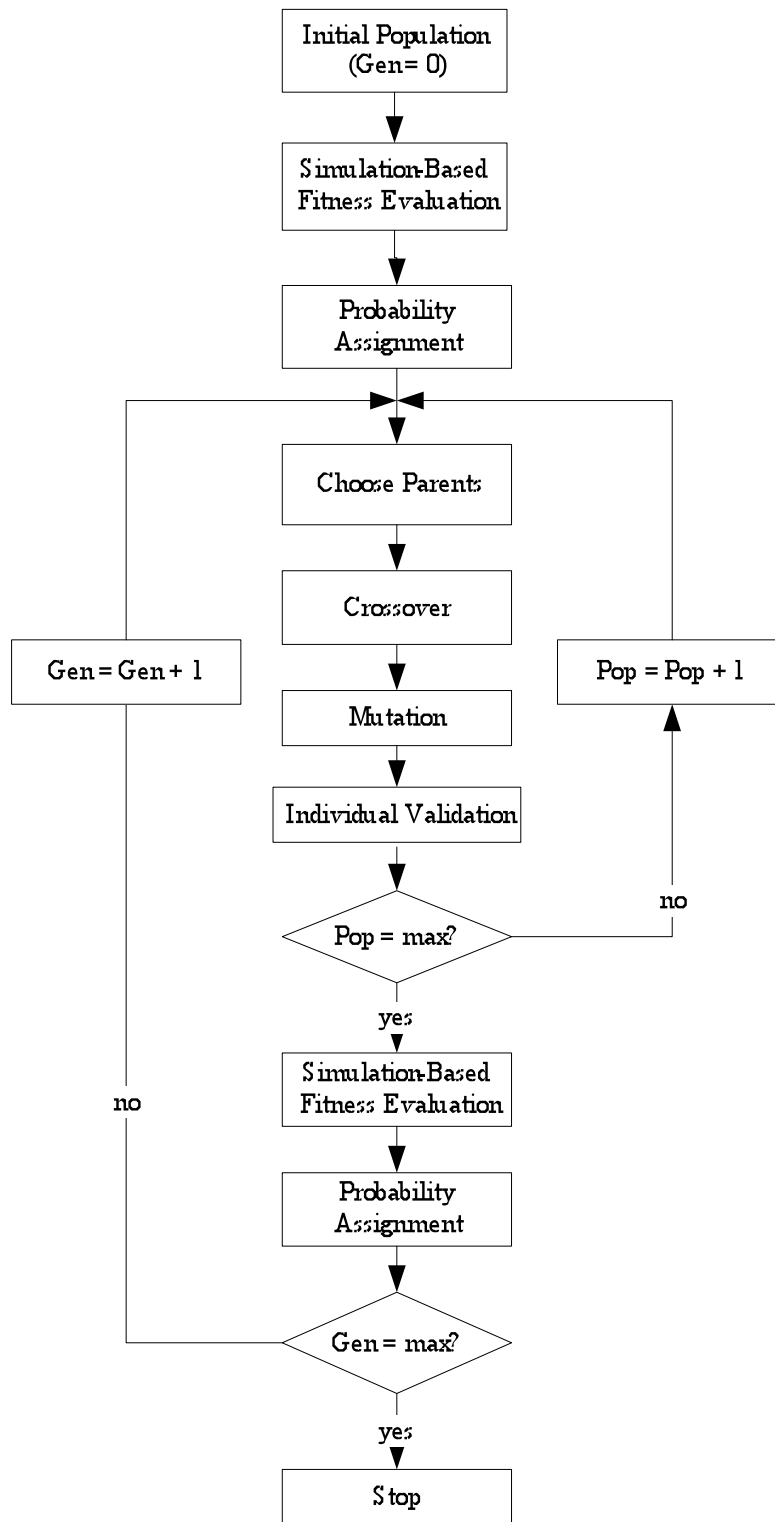 Initial Population
(Gen = 0)
Simulation-Based
Fitness Evaluation
Probability
Assignment
Choose Parents
Crossover
Gen = Gen + 1
Pop = Pop + 1
Mutation
Individual Validation
no
Pop = max?
yes
Simulation-Based
Fitness Evaluation
no
Probability
Assignment
Gen = max?
yes
Stop